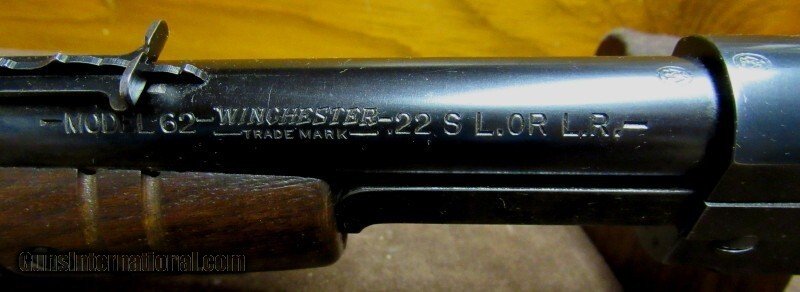 -MODEL 62-WINCHESTER-.22 S L.OR L.R.-
TRADE MARK
GunsInternational.com